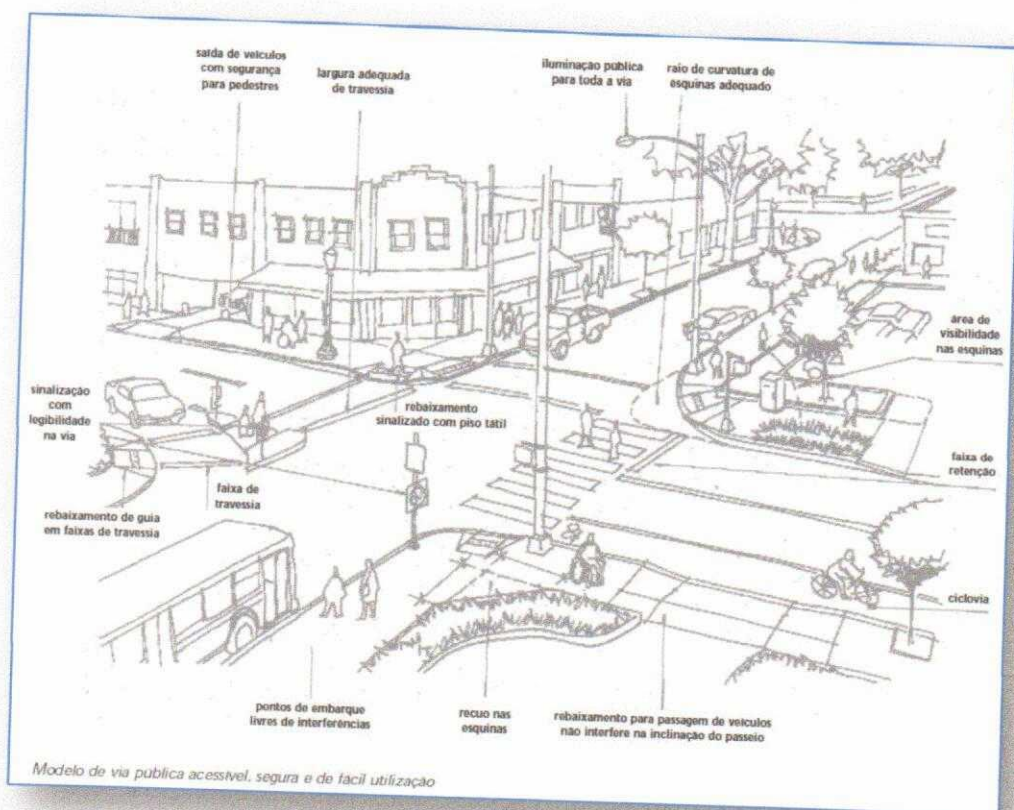 saída de veículos
com segurança
para pedestres
largura adequada
de travessia
iluminação pública
para toda a via
raio de curvatura de
esquinas adequado
área de
visibilidade
nas esquinas
sinalização
com
legibilidade
na via
rebaixamento
sinalizado com piso tátil
faixa de
retenção
faixa de
travessia
rebaixamento de guia
em faixas de travessia
ciclovia
pontos de embarque
livres de interferências
recuo nas
esquinas
rebaixamento para passagem de veículos
não interfere na inclinação do passeio
Modelo de via pública acessível, segura e de fácil utilização